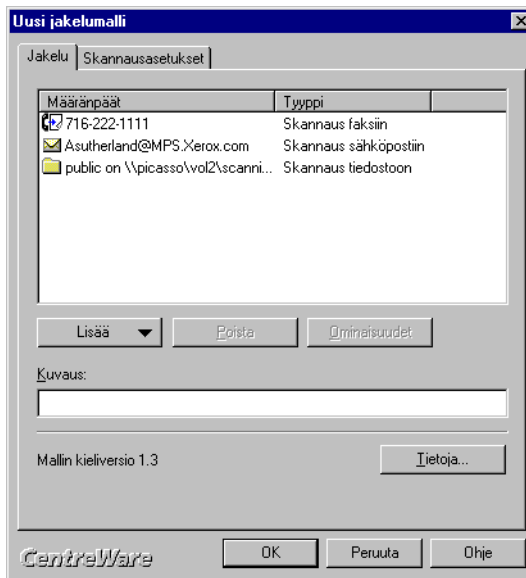 Uusi jakelumalli
Jakelu Skannausasetukset
Määränpäät Tyyppi
716-222-1111 Skannaus faksiin
Asutherland@MPS.Xerox.com Skannaus sähköpostiin
public on \\picasso\vol2\scanni... Skannaus tiedostoon
Lisää Poista Ominaisuudet
Kuvaus:
Mallin kieliversio 1.3 Tietoja...
CentreWare OK Peruuta Ohje